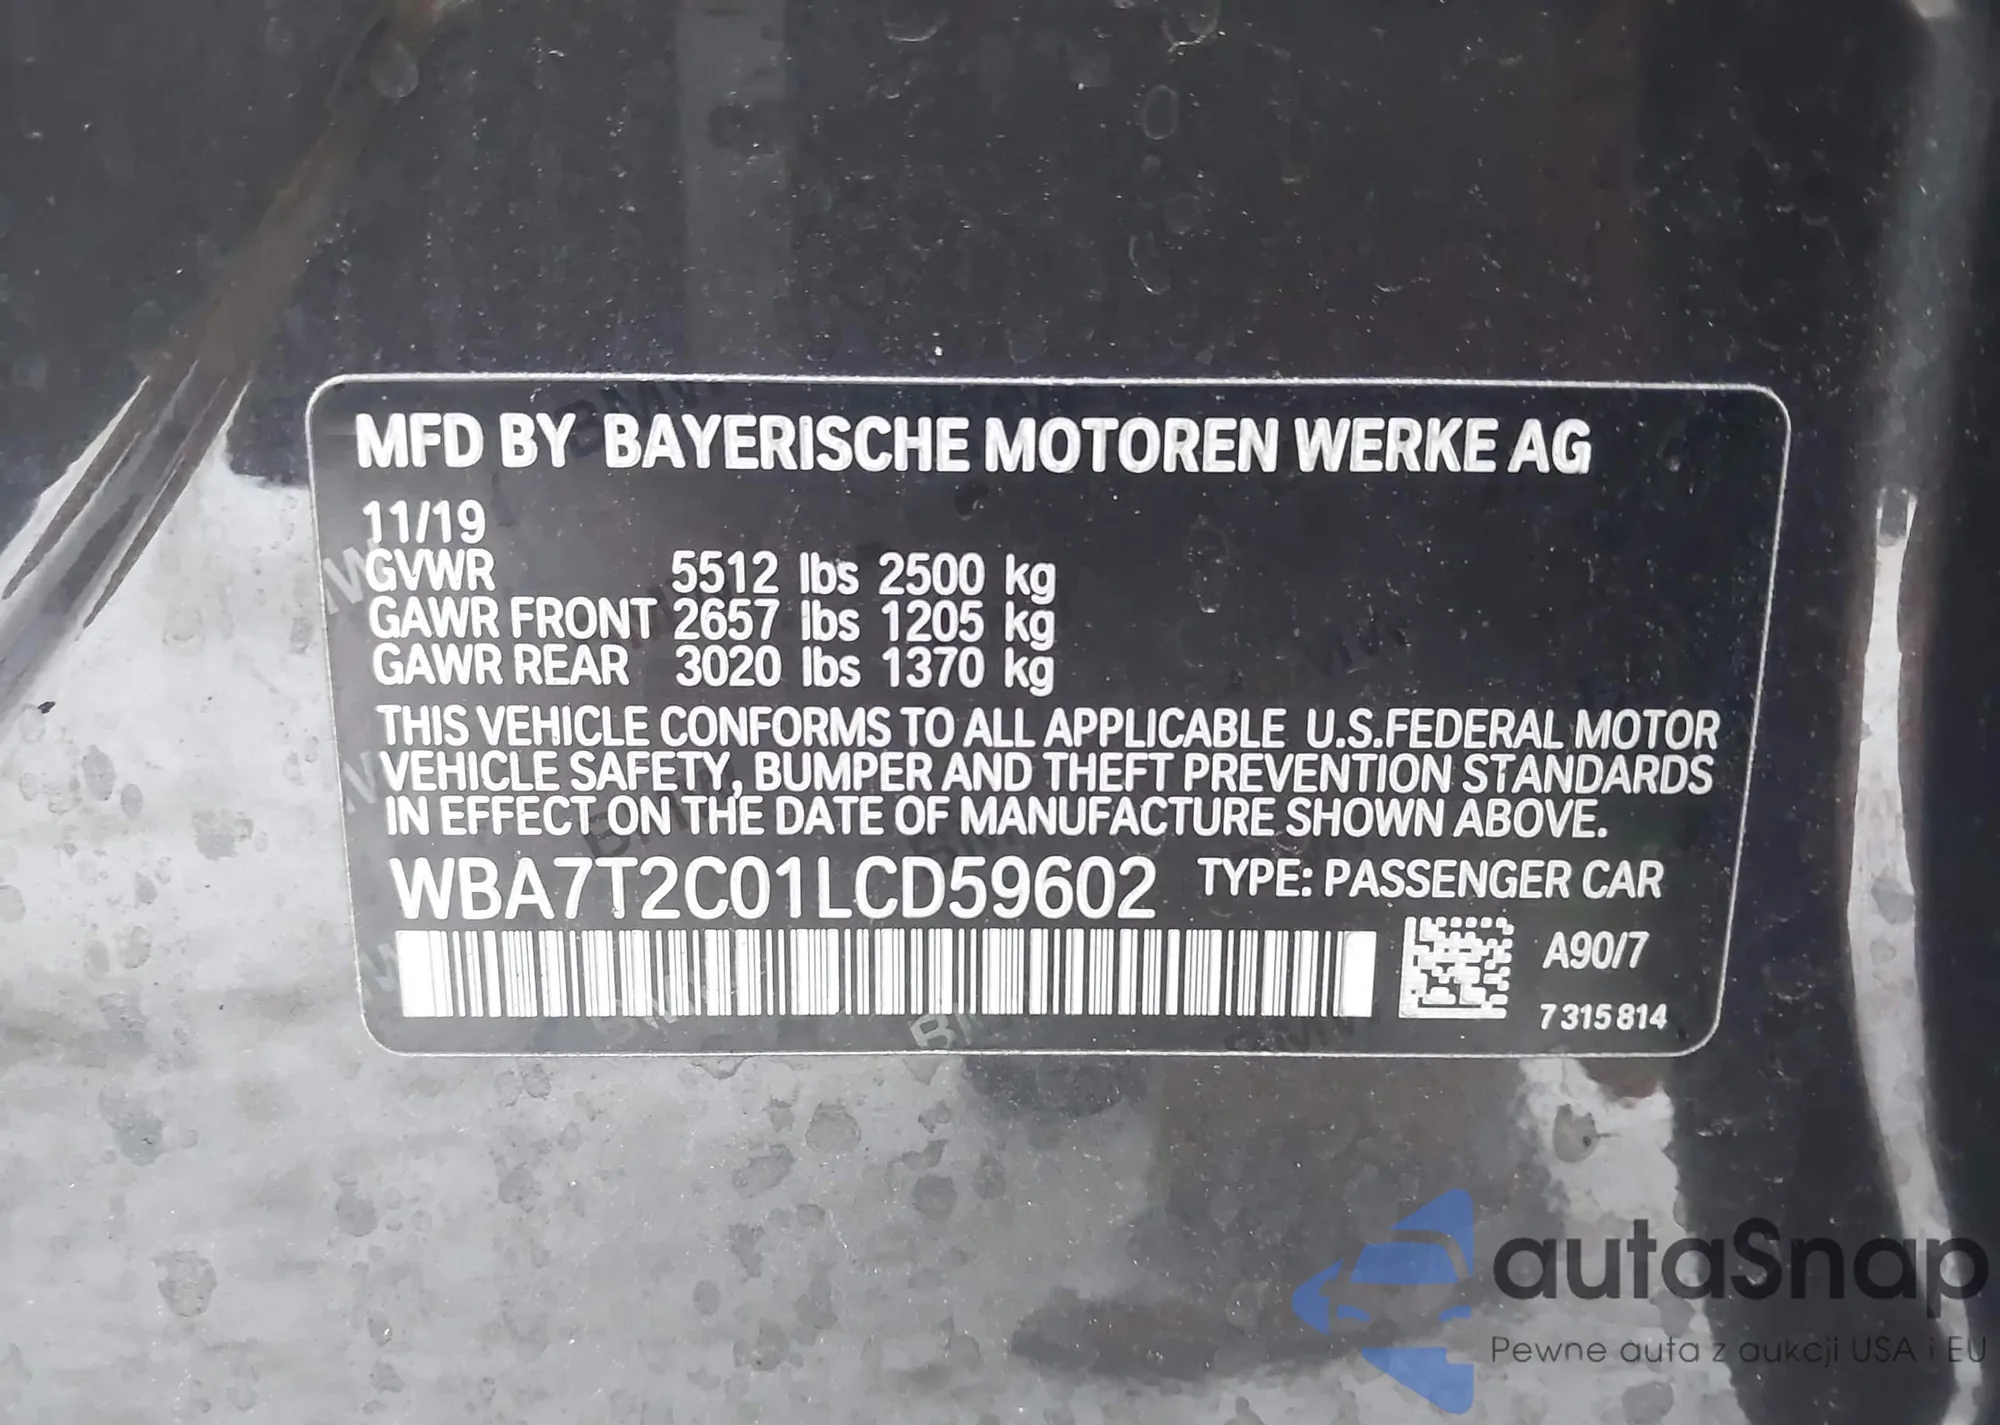 MFD BY BAYERISCHE MOTOREN WERKE AG
11/19
GVWR 5512 lbs 2500 kg
GAWR FRONT 2657 lbs 1205 kg
GAWR REAR 3020 lbs 1370 kg
THIS VEHICLE CONFORMS TO ALL APPLICABLE U.S.FEDERAL MOTOR
VEHICLE SAFETY, BUMPER AND THEFT PREVENTION STANDARDS
IN EFFECT ON THE DATE OF MANUFACTURE SHOWN ABOVE.
WBA7T2C01LCD59602 TYPE: PASSENGER CAR
A90/7
7 315 814
autaSnap
Pewne auta z aukcji USA i EU